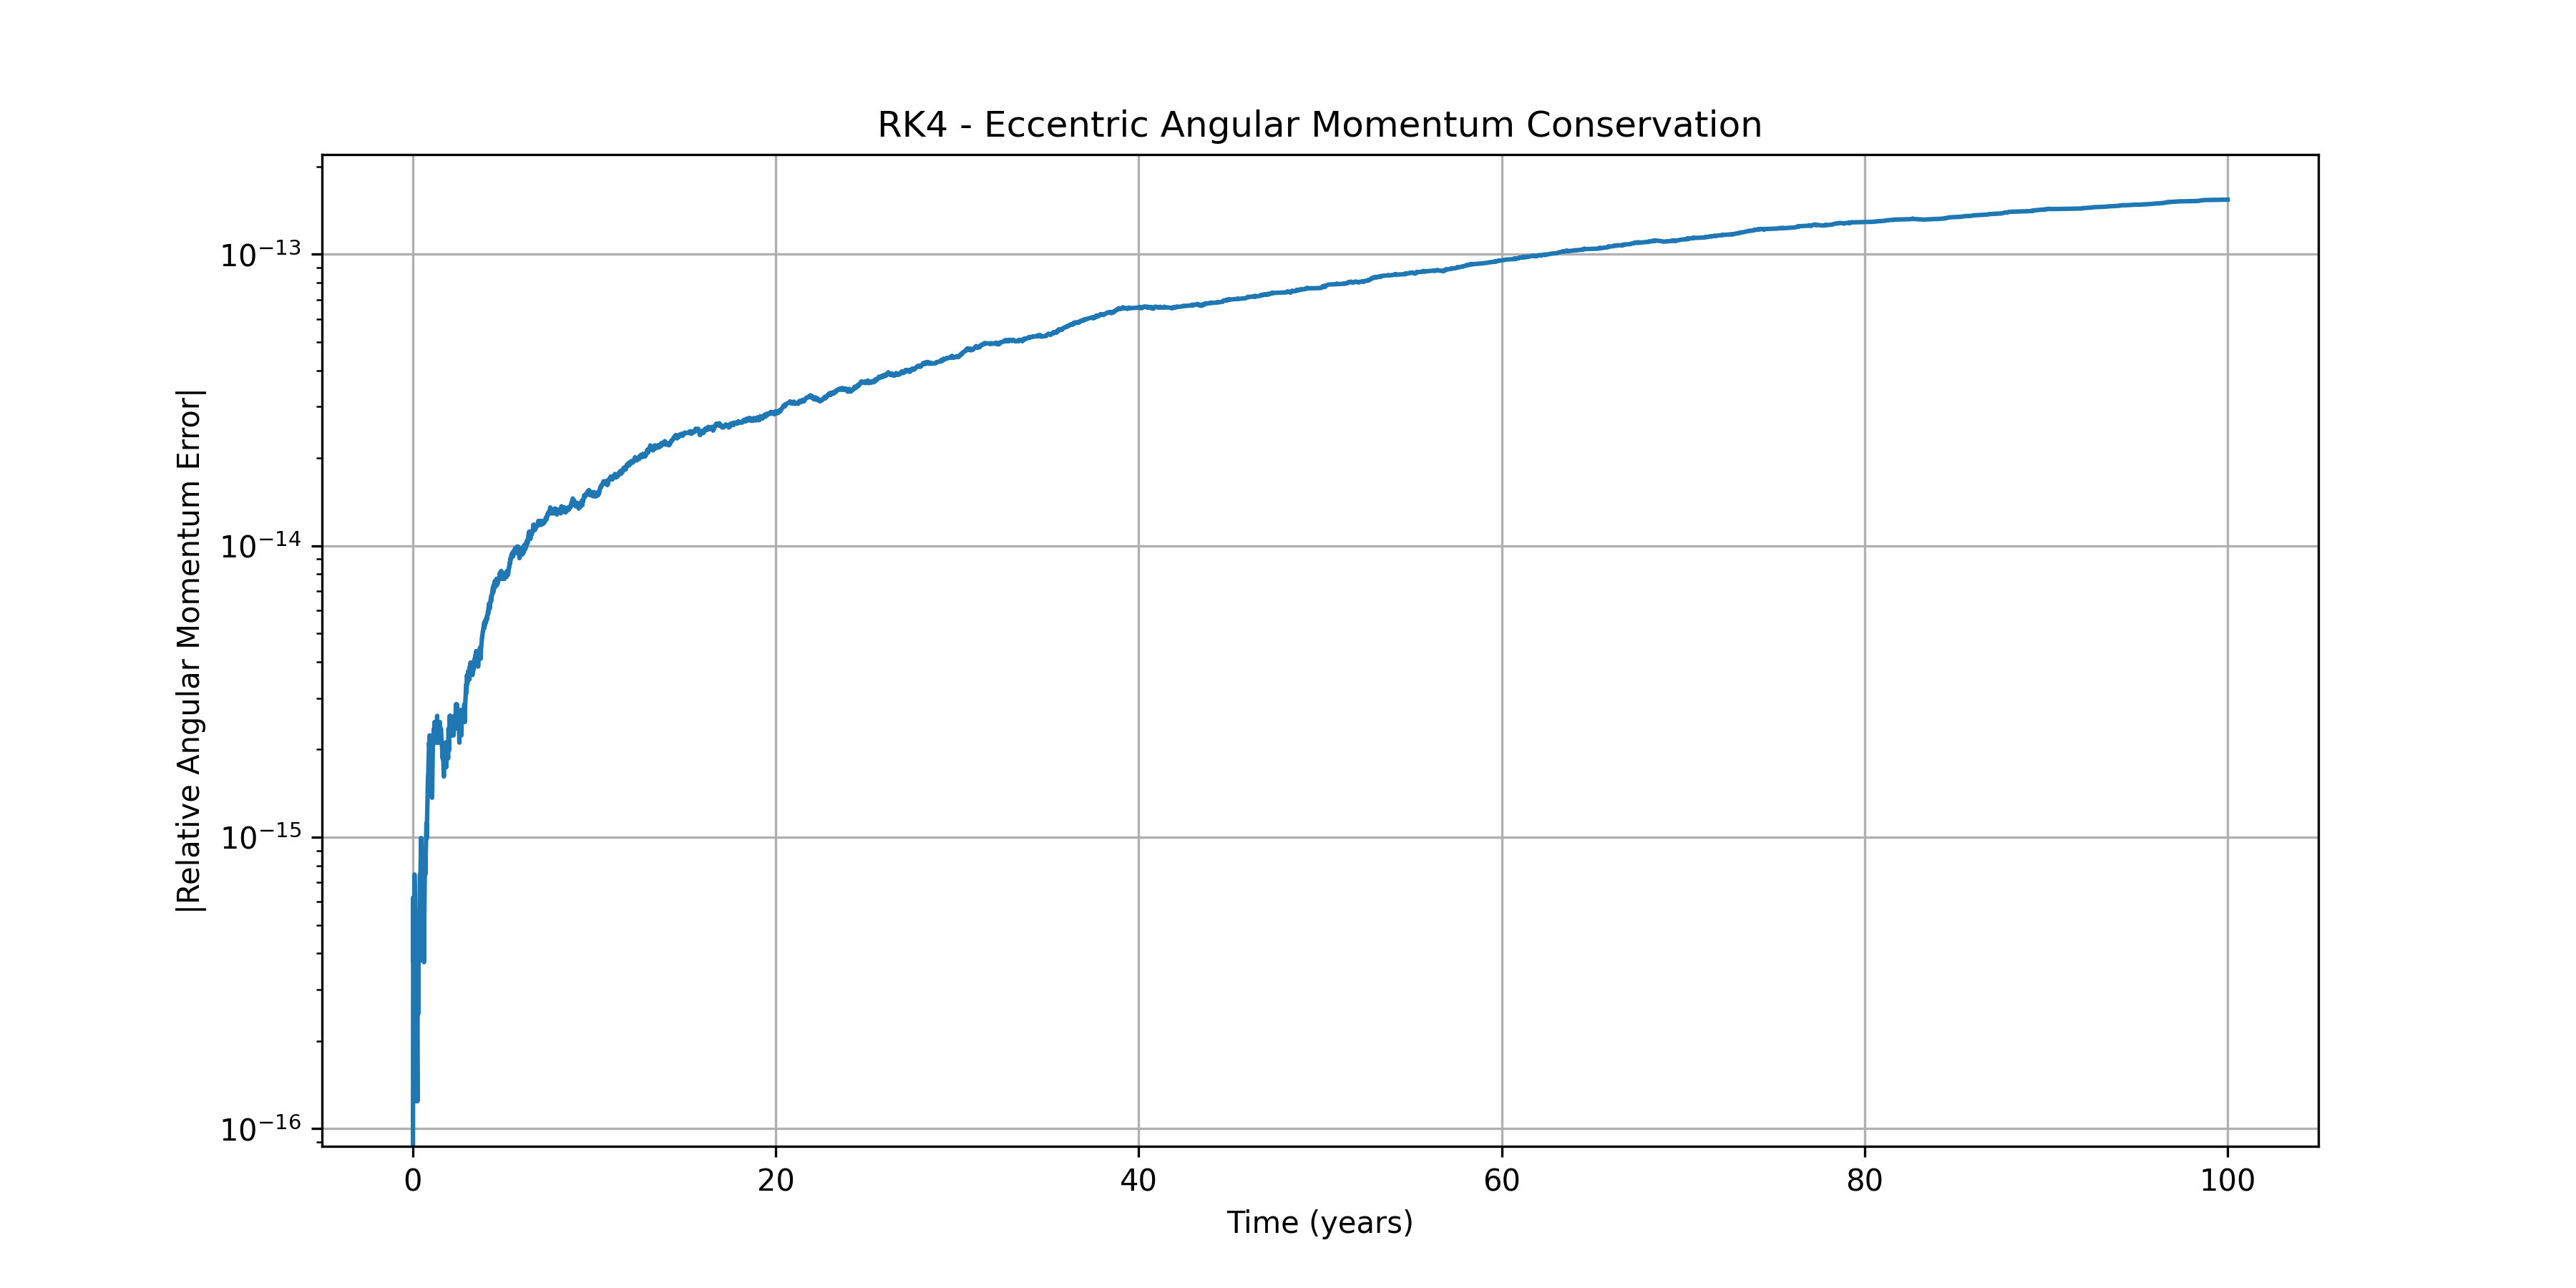 RK4 - Eccentric Angular Momentum Conservation
|Relative Angular Momentum Error|
10⁻¹³
10⁻¹⁴
10⁻¹⁵
10⁻¹⁶
0 20 40 60 80 100
Time (years)